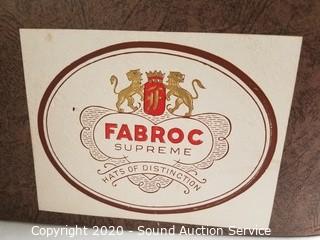 FABROC
SUPREME
HATS OF DISTINCTION
Copyright 2020 - Sound Auction Service